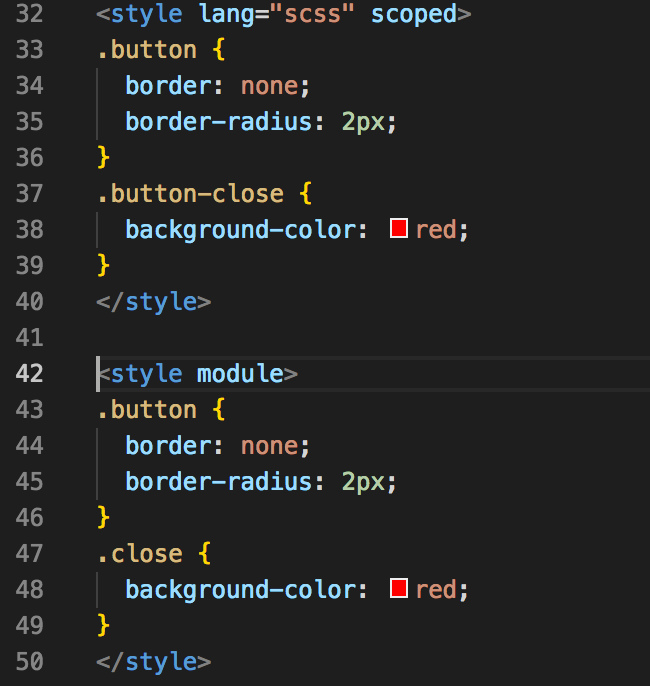 32 <style lang="scss" scoped>
33 .button {
34   border: none;
35   border-radius: 2px;
36 }
37 .button-close {
38   background-color: red;
39 }
40 </style>
41
42 <style module>
43 .button {
44   border: none;
45   border-radius: 2px;
46 }
47 .close {
48   background-color: red;
49 }
50 </style>